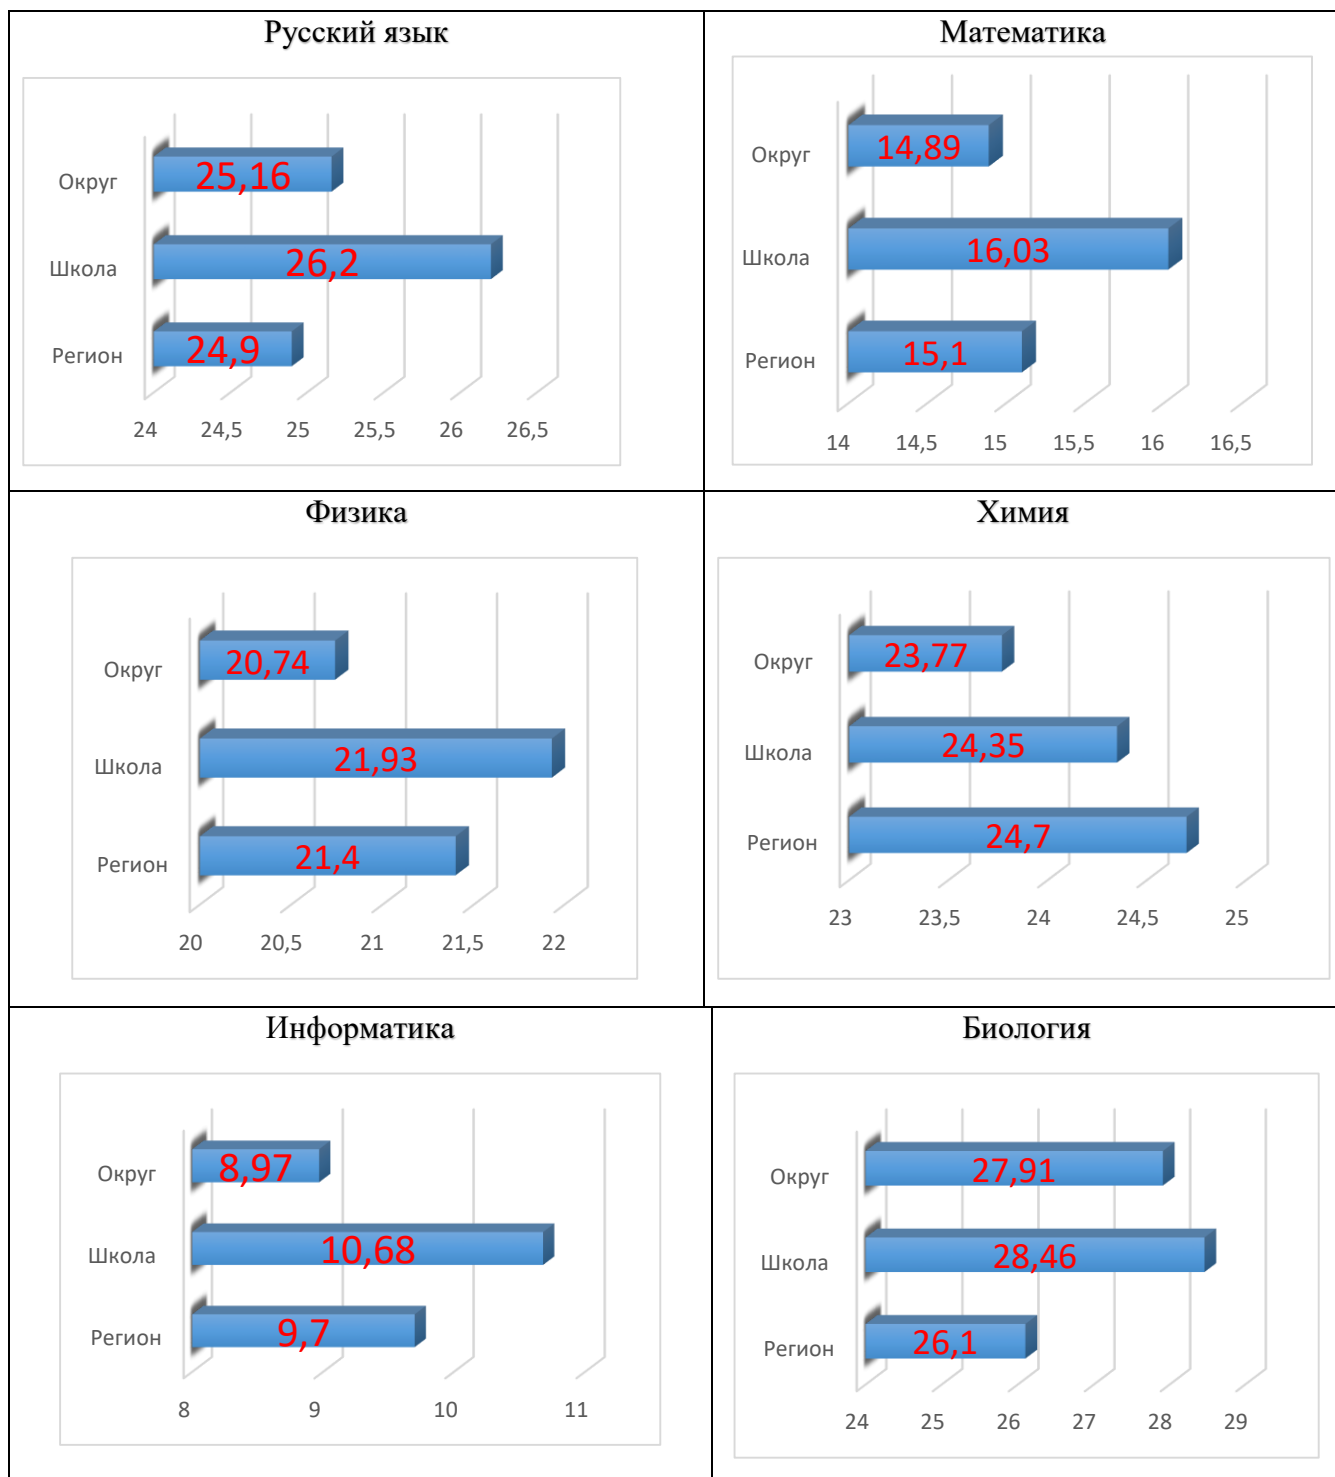 Русский язык
Округ
25,16
Школа
26,2
Регион
24,9
24 24,5 25 25,5 26 26,5
Математика
Округ
14,89
Школа
16,03
Регион
15,1
14 14,5 15 15,5 16 16,5
Физика
Округ
20,74
Школа
21,93
Регион
21,4
20 20,5 21 21,5 22
Химия
Округ
23,77
Школа
24,35
Регион
24,7
23 23,5 24 24,5 25
Информатика
Округ
8,97
Школа
10,68
Регион
9,7
8 9 10 11
Биология
Округ
27,91
Школа
28,46
Регион
26,1
24 25 26 27 28 29